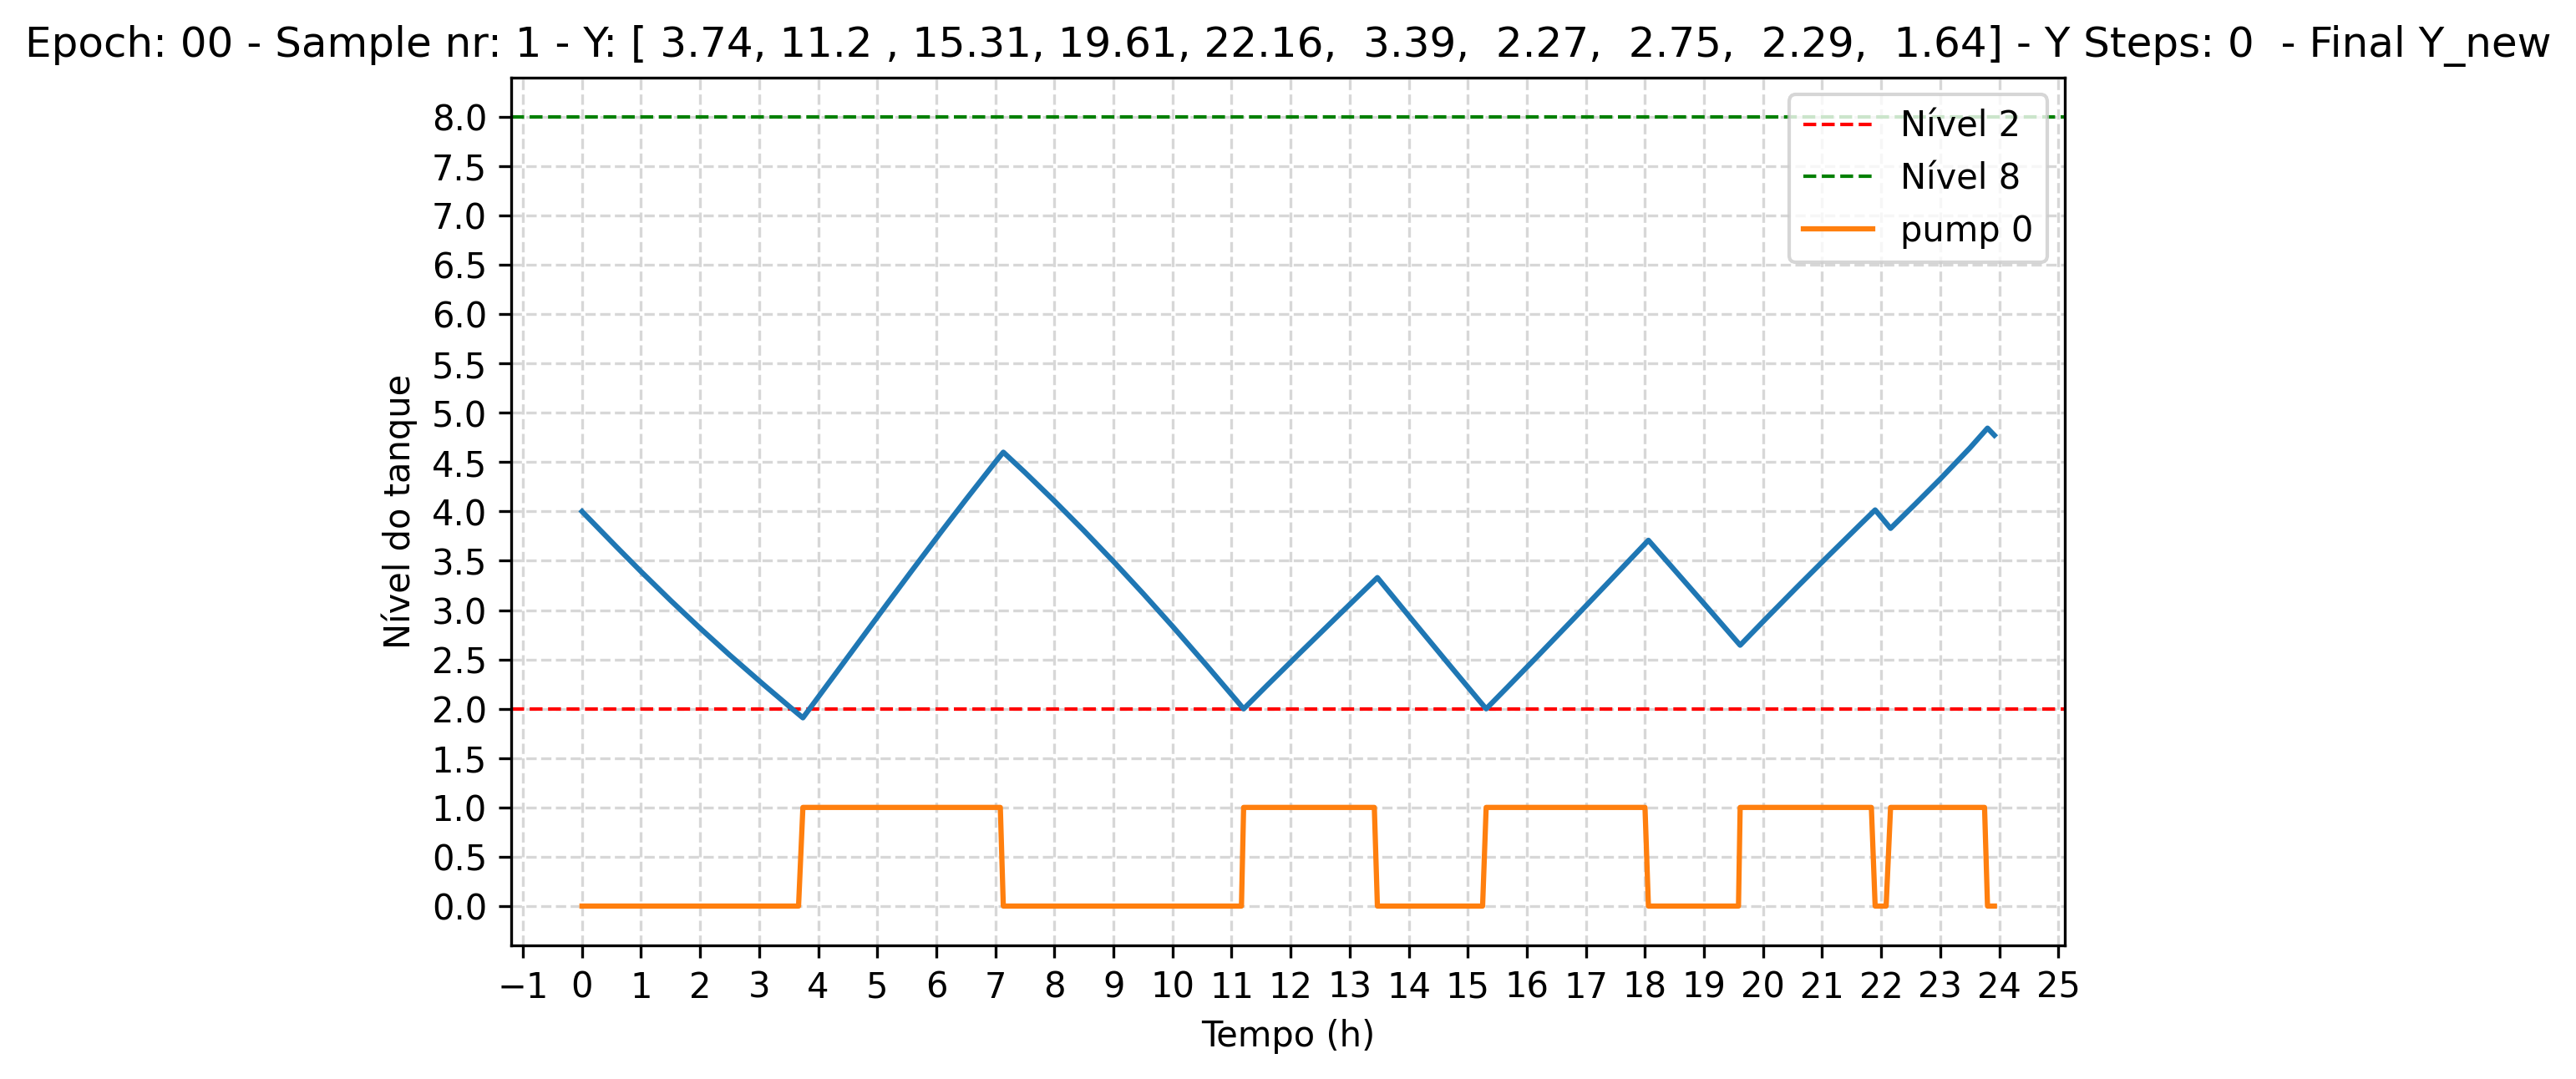 Epoch: 00 - Sample nr: 1 - Y: [ 3.74, 11.2 , 15.31, 19.61, 22.16,  3.39,  2.27,  2.75,  2.29,  1.64] - Y Steps: 0  - Final Y_new
Nível 2
Nível 8
pump 0
8.0
7.5
7.0
6.5
6.0
5.5
5.0
4.5
4.0
3.5
3.0
2.5
2.0
1.5
1.0
0.5
0.0
Nível do tanque
−1 0 1 2 3 4 5 6 7 8 9 10 11 12 13 14 15 16 17 18 19 20 21 22 23 24 25
Tempo (h)